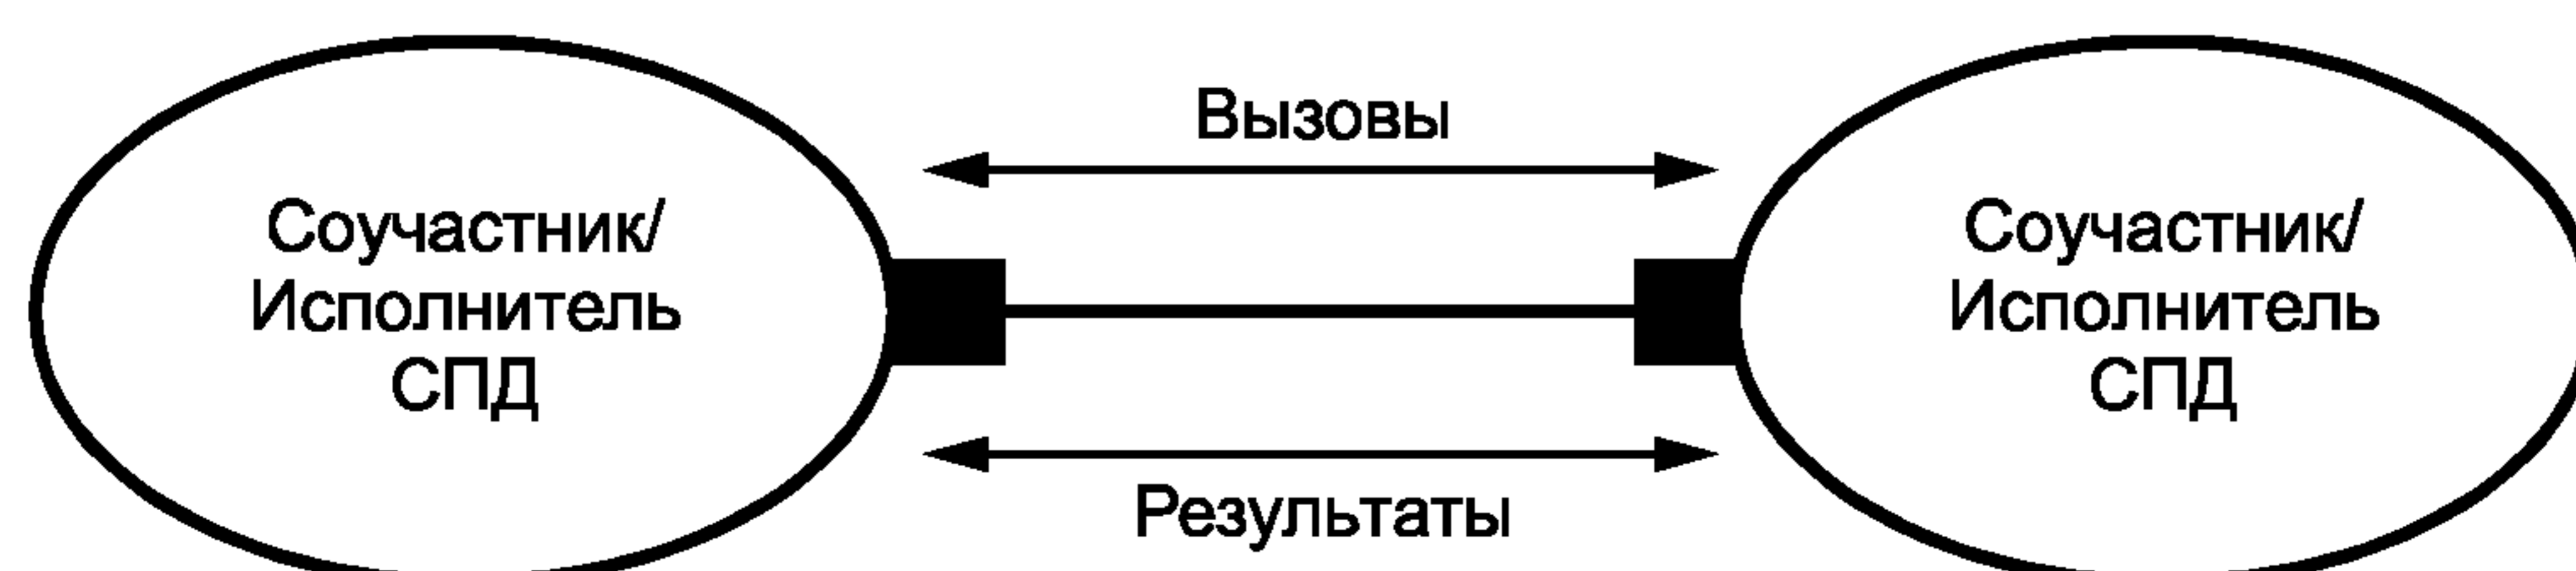 Вызовы
Соучастник/
Исполнитель
СПД
Соучастник/
Исполнитель
СПД
Результаты